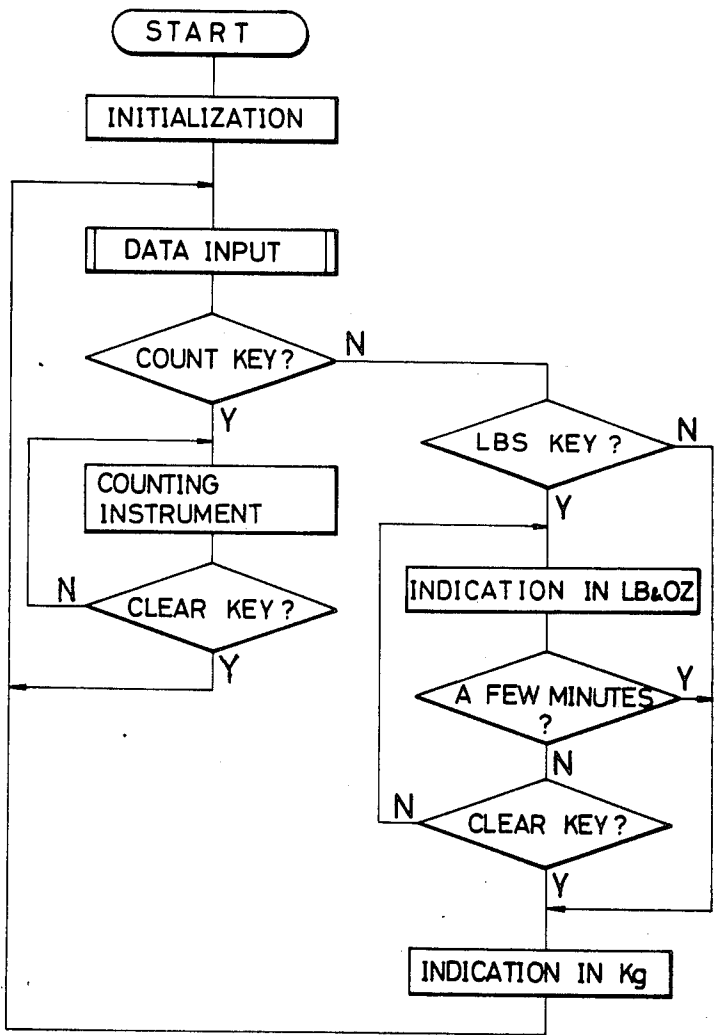 START
INITIALIZATION
DATA INPUT
COUNT KEY?
N
Y
LBS KEY?
N
Y
COUNTING
INSTRUMENT
INDICATION IN LB&OZ
N
CLEAR KEY?
Y
A FEW MINUTES
?
Y
N
N
CLEAR KEY?
Y
INDICATION IN Kg